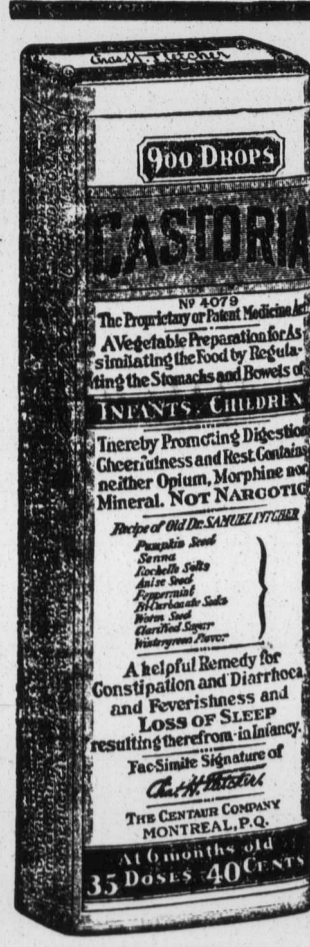 Chas. H. Fletcher
900 DROPS
CASTORIA
Nº 4079
The Proprietary or Patent Medicine Act
A Vegetable Preparation for As-
similating the Food by Regula-
ting the Stomachs and Bowels of
INFANTS . CHILDREN
Thereby Promoting Digestion
Cheerfulness and Rest. Contains
neither Opium, Morphine nor
Mineral. NOT NARCOTIC
Recipe of Old Dr. SAMUEL PITCHER
Pumpkin Seed
Senna
Rochelle Salts
Anise Seed
Peppermint
Bi-Carbonate Soda
Worm Seed
Clarified Sugar
Wintergreen Flavor
A helpful Remedy for
Constipation and Diarrhoea
and Feverishness and
LOSS OF SLEEP
resulting therefrom-in Infancy.
Fac-Simile Signature of
Chas. H. Fletcher.
THE CENTAUR COMPANY
MONTREAL, P.Q.
At 6 months old
35 DOSES - 40 CENTS